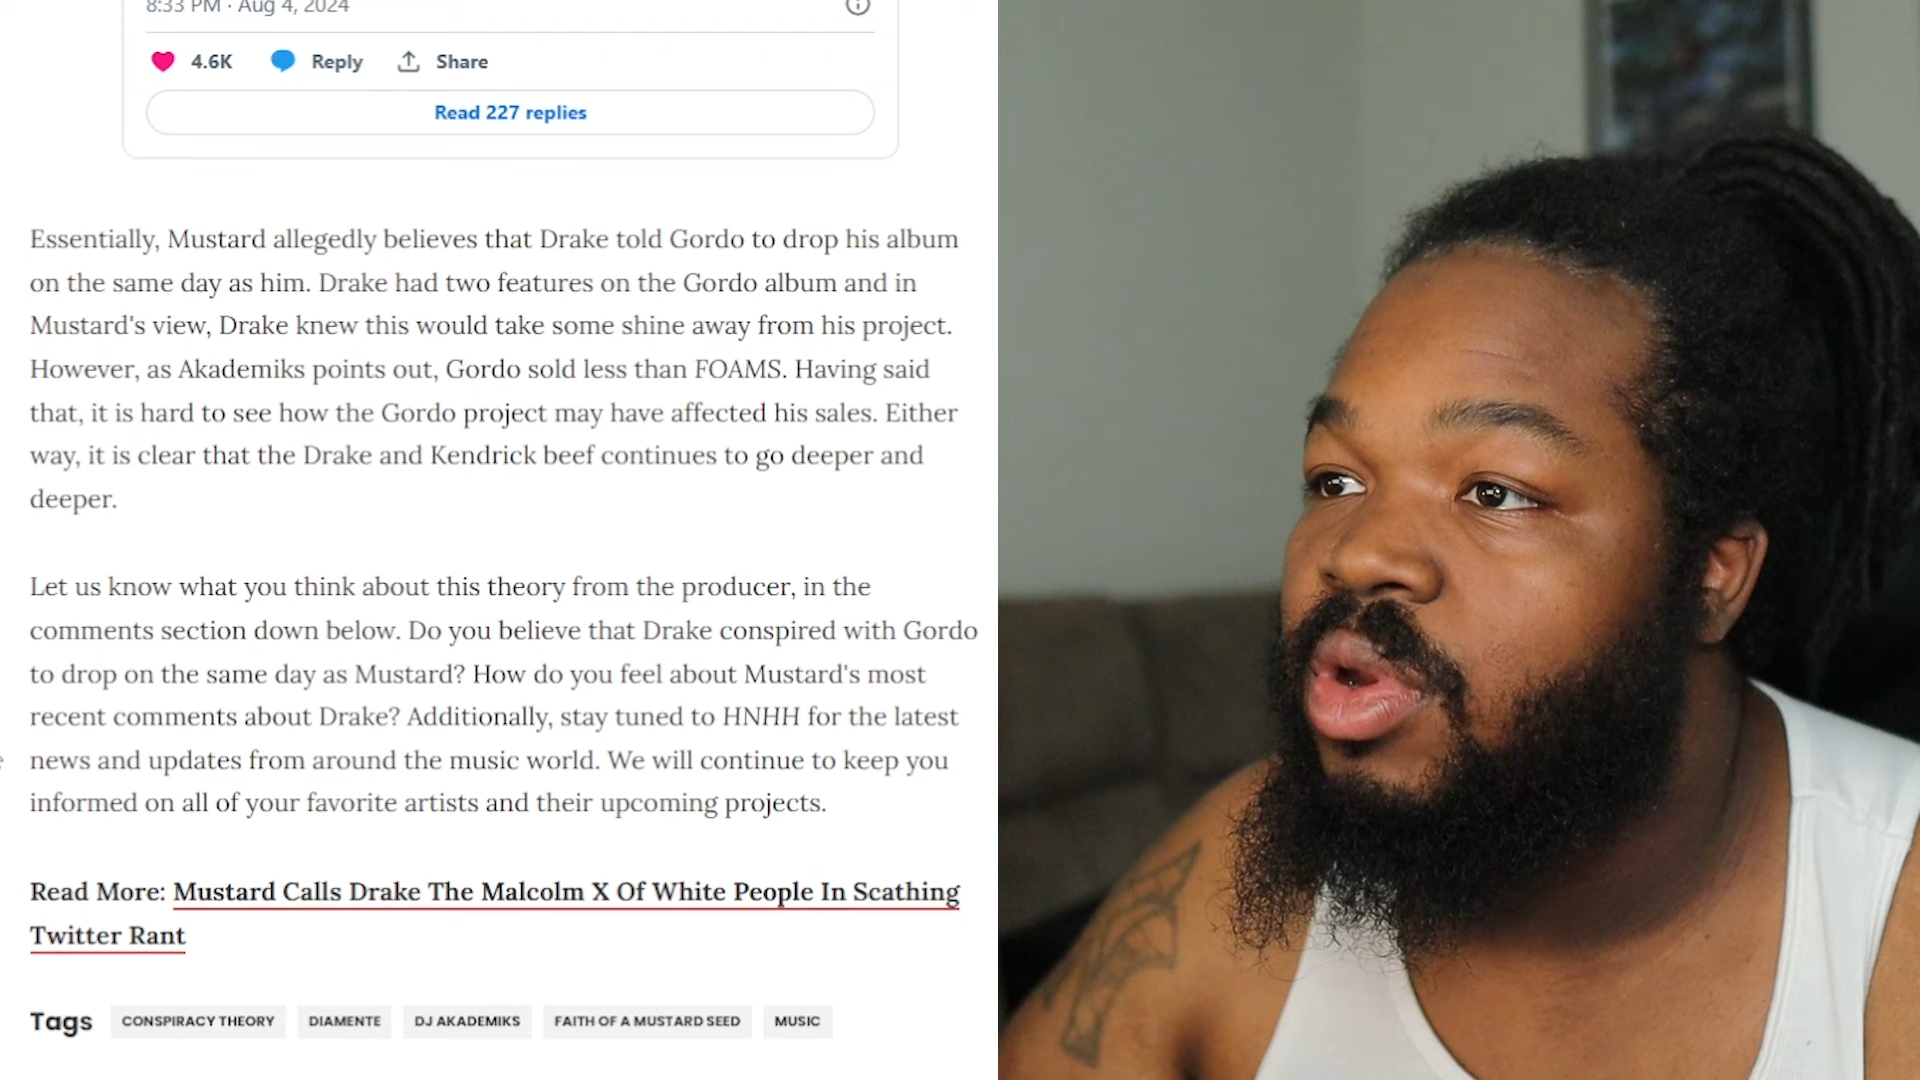 8:33 PM · Aug 4, 2024
4.6K Reply Share
Read 227 replies
Essentially, Mustard allegedly believes that Drake told Gordo to drop his album
on the same day as him. Drake had two features on the Gordo album and in
Mustard's view, Drake knew this would take some shine away from his project.
However, as Akademiks points out, Gordo sold less than FOAMS. Having said
that, it is hard to see how the Gordo project may have affected his sales. Either
way, it is clear that the Drake and Kendrick beef continues to go deeper and
deeper.
Let us know what you think about this theory from the producer, in the
comments section down below. Do you believe that Drake conspired with Gordo
to drop on the same day as Mustard? How do you feel about Mustard's most
recent comments about Drake? Additionally, stay tuned to HNHH for the latest
news and updates from around the music world. We will continue to keep you
informed on all of your favorite artists and their upcoming projects.
Read More: Mustard Calls Drake The Malcolm X Of White People In Scathing
Twitter Rant
Tags CONSPIRACY THEORY DIAMENTE DJ AKADEMIKS FAITH OF A MUSTARD SEED MUSIC